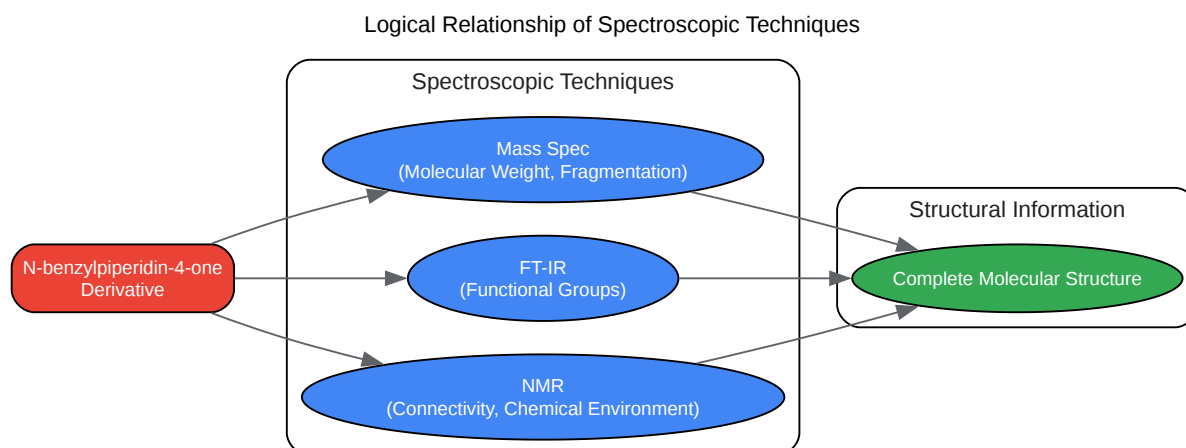 Logical Relationship of Spectroscopic Techniques
Spectroscopic Techniques
Mass Spec
(Molecular Weight, Fragmentation)
Structural Information
N-benzylpiperidin-4-one
Derivative
FT-IR
(Functional Groups)
Complete Molecular Structure
NMR
(Connectivity, Chemical Environment)